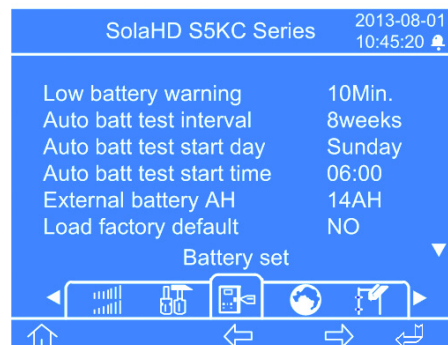 SolaHD S5KC Series
2013-08-01
10:45:20
Low battery warning 10Min.
Auto batt test interval 8weeks
Auto batt test start day Sunday
Auto batt test start time 06:00
External battery AH 14AH
Load factory default NO
Battery set